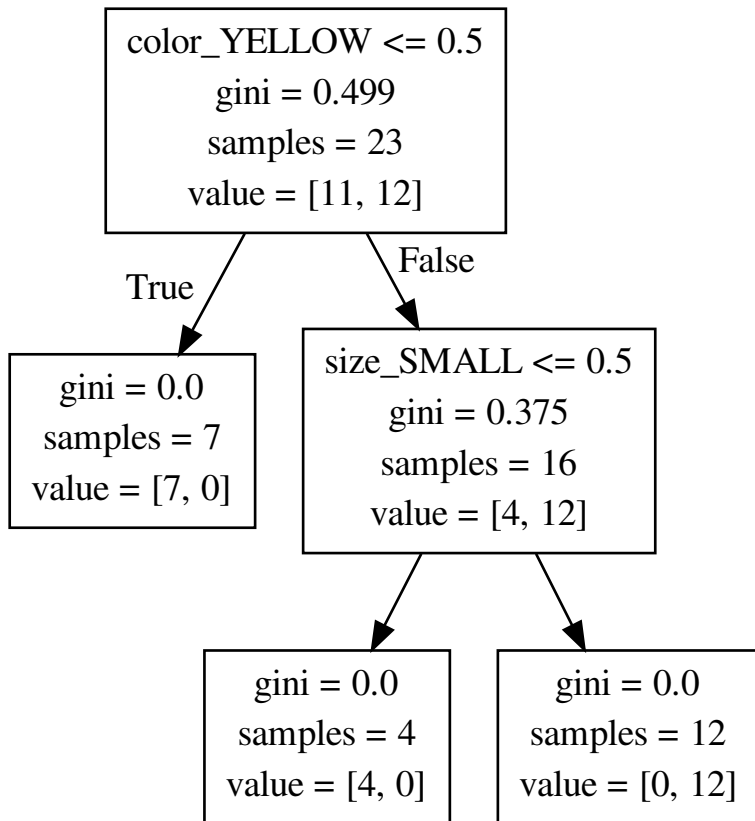 color_YELLOW <= 0.5
gini = 0.499
samples = 23
value = [11, 12]
True
False
gini = 0.0
samples = 7
value = [7, 0]
size_SMALL <= 0.5
gini = 0.375
samples = 16
value = [4, 12]
gini = 0.0
samples = 4
value = [4, 0]
gini = 0.0
samples = 12
value = [0, 12]